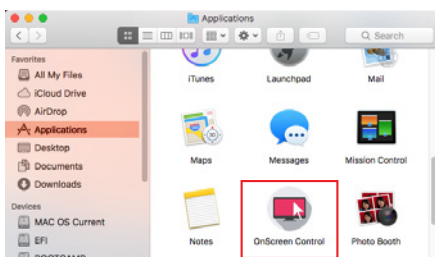 Applications
Search
Favorites
All My Files
iCloud Drive
AirDrop
Applications
Desktop
Documents
Downloads
Devices
MAC OS Current
EFI
BOOTCAMP
iTunes
Launchpad
Mail
Maps
Messages
Mission Control
Notes
OnScreen Control
Photo Booth